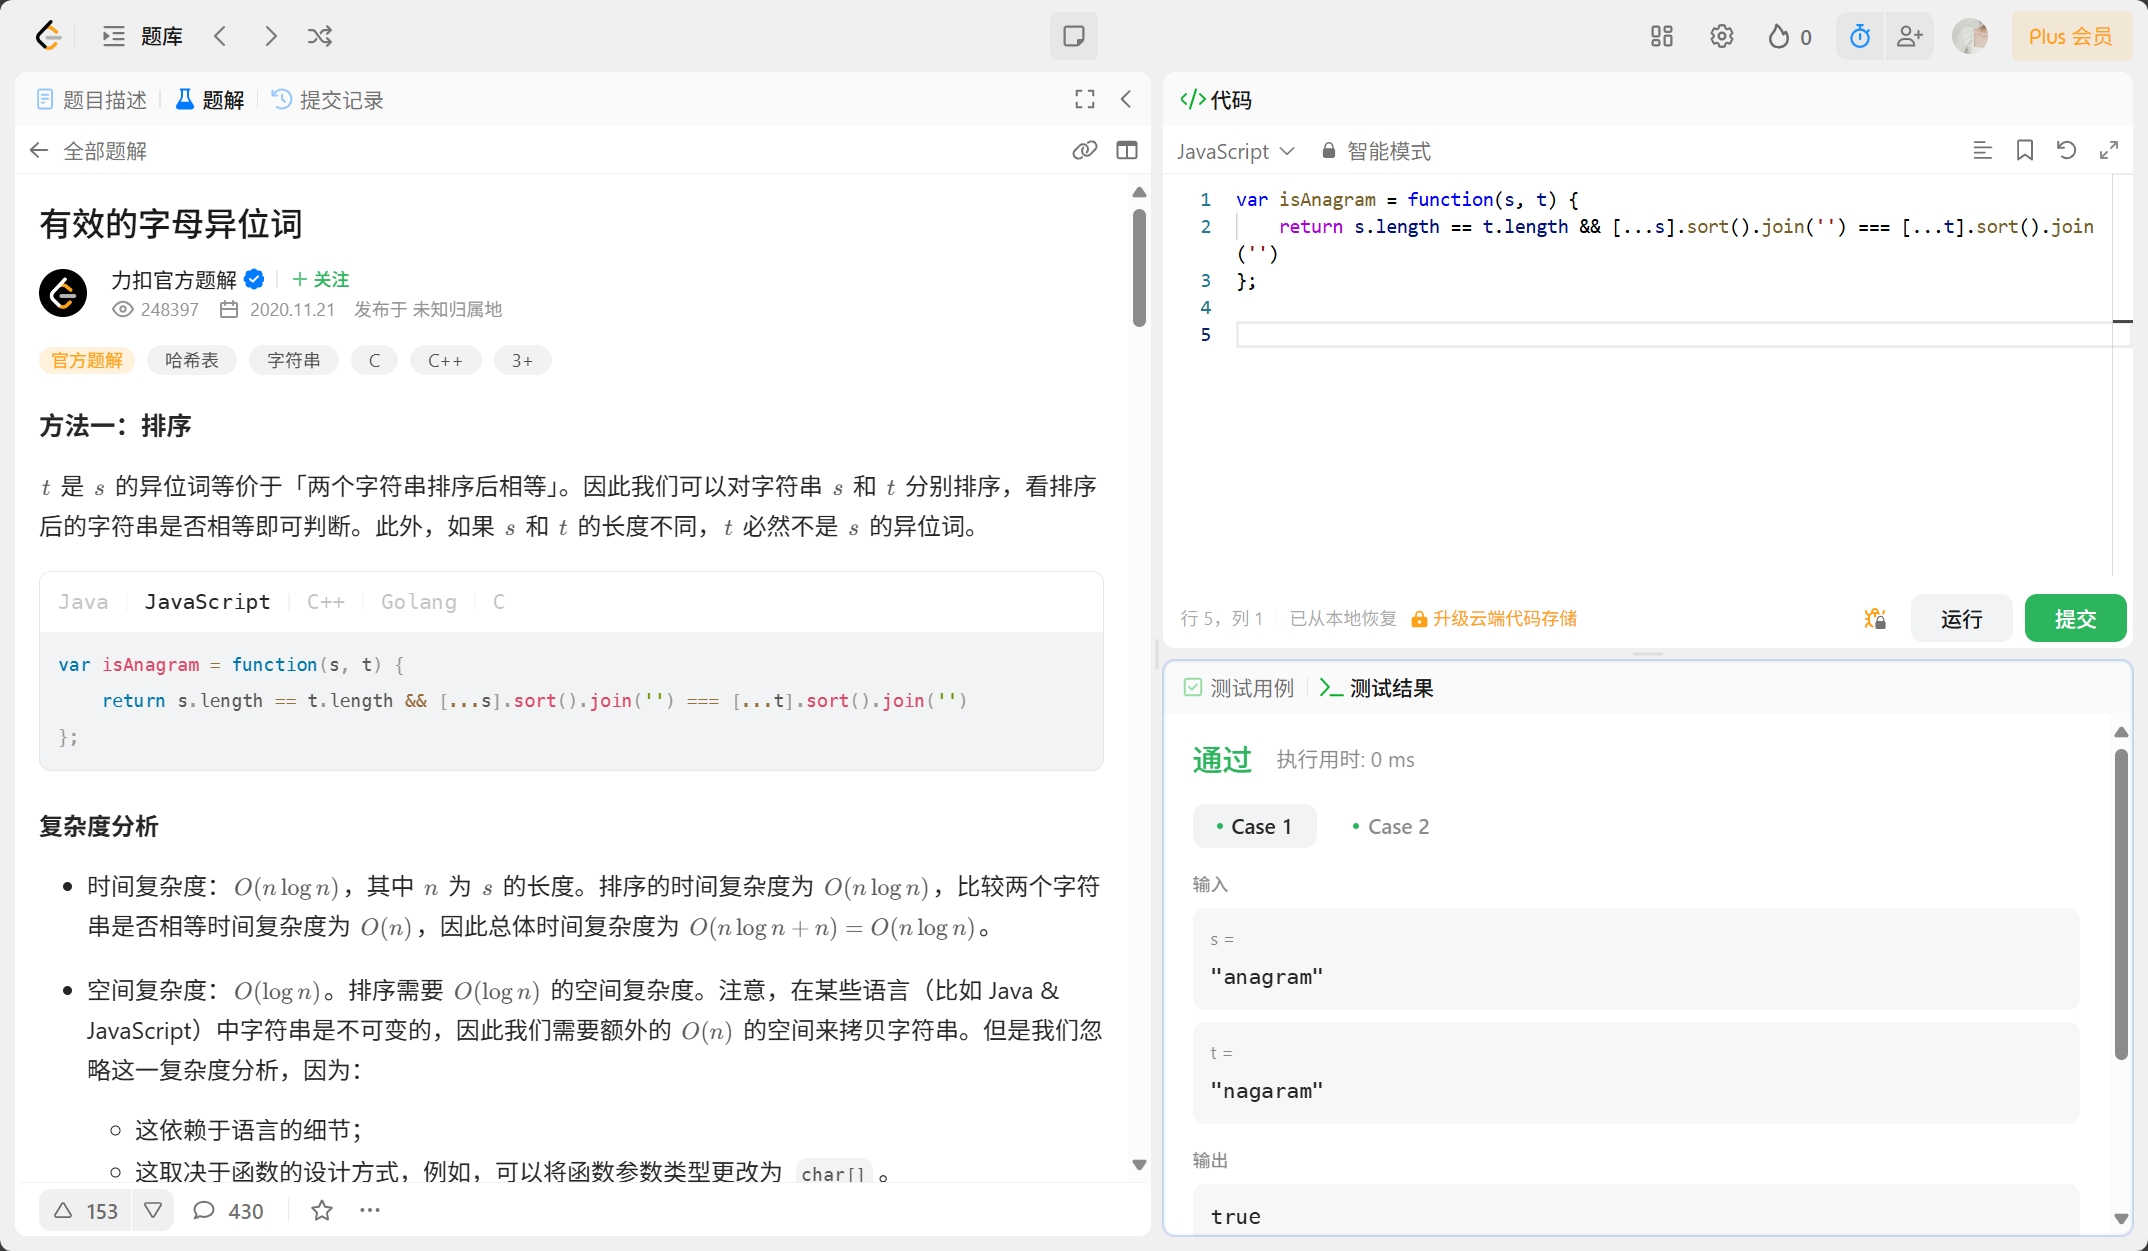 题库
0
Plus 会员
题目描述
题解
提交记录
全部题解
有效的字母异位词
力扣官方题解
关注
248397
2020.11.21
发布于 未知归属地
官方题解
哈希表
字符串
C
C++
3+
方法一：排序
t 是 s 的异位词等价于「两个字符串排序后相等」。因此我们可以对字符串 s 和 t 分别排序，看排序
后的字符串是否相等即可判断。此外，如果 s 和 t 的长度不同，t 必然不是 s 的异位词。
Java
JavaScript
C++
Golang
C
var isAnagram = function(s, t) {
    return s.length == t.length && [...s].sort().join('') === [...t].sort().join('')
};
复杂度分析
时间复杂度：O(n log n)，其中 n 为 s 的长度。排序的时间复杂度为 O(n log n)，比较两个字符
串是否相等时间复杂度为 O(n)，因此总体时间复杂度为 O(n log n + n) = O(n log n)。
空间复杂度：O(log n)。排序需要 O(log n) 的空间复杂度。注意，在某些语言（比如 Java &
JavaScript）中字符串是不可变的，因此我们需要额外的 O(n) 的空间来拷贝字符串。但是我们忽
略这一复杂度分析，因为：
这依赖于语言的细节；
这取决于函数的设计方式，例如，可以将函数参数类型更改为 char[] 。
153
430
代码
JavaScript
智能模式
1 var isAnagram = function(s, t) {
2     return s.length == t.length && [...s].sort().join('') === [...t].sort().join
('')
3 };
4
5
行 5，列 1
已从本地恢复
升级云端代码存储
运行
提交
测试用例
测试结果
通过
执行用时: 0 ms
Case 1
Case 2
输入
s =
"anagram"
t =
"nagaram"
输出
true